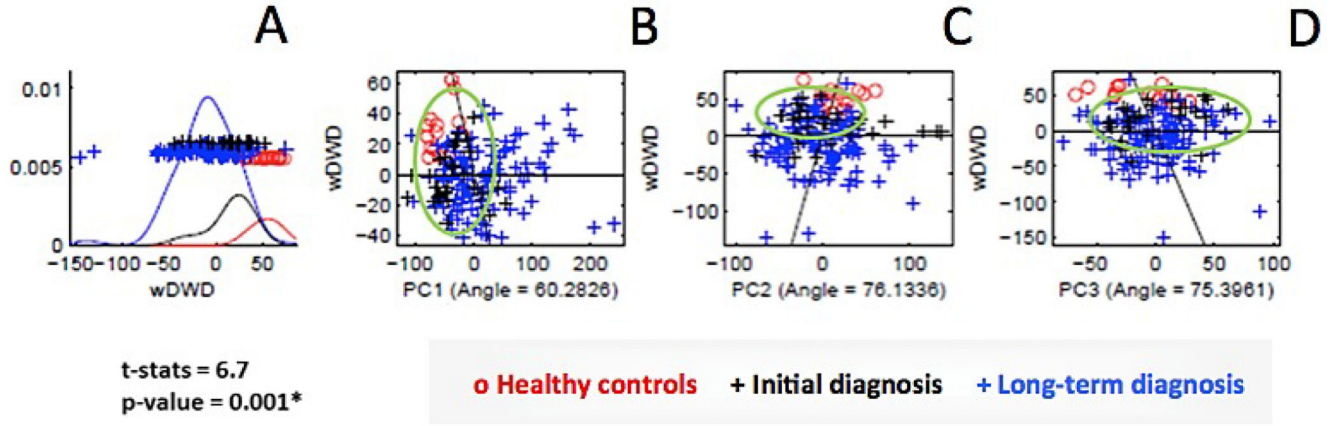 A
B
C
D
0.01
0.005
0
−150−100 −50 0 50
wDWD
60
40
20
0
−20
−40
wDWD
−100 0 100 200
PC1 (Angle = 60.2826)
50
0
−50
−100
wDWD
−100 0 100
PC2 (Angle = 76.1336)
50
0
−50
−100
−150
wDWD
−50 0 50 100
PC3 (Angle = 75.3961)
t-stats = 6.7
p-value = 0.001*
o Healthy controls + Initial diagnosis + Long-term diagnosis